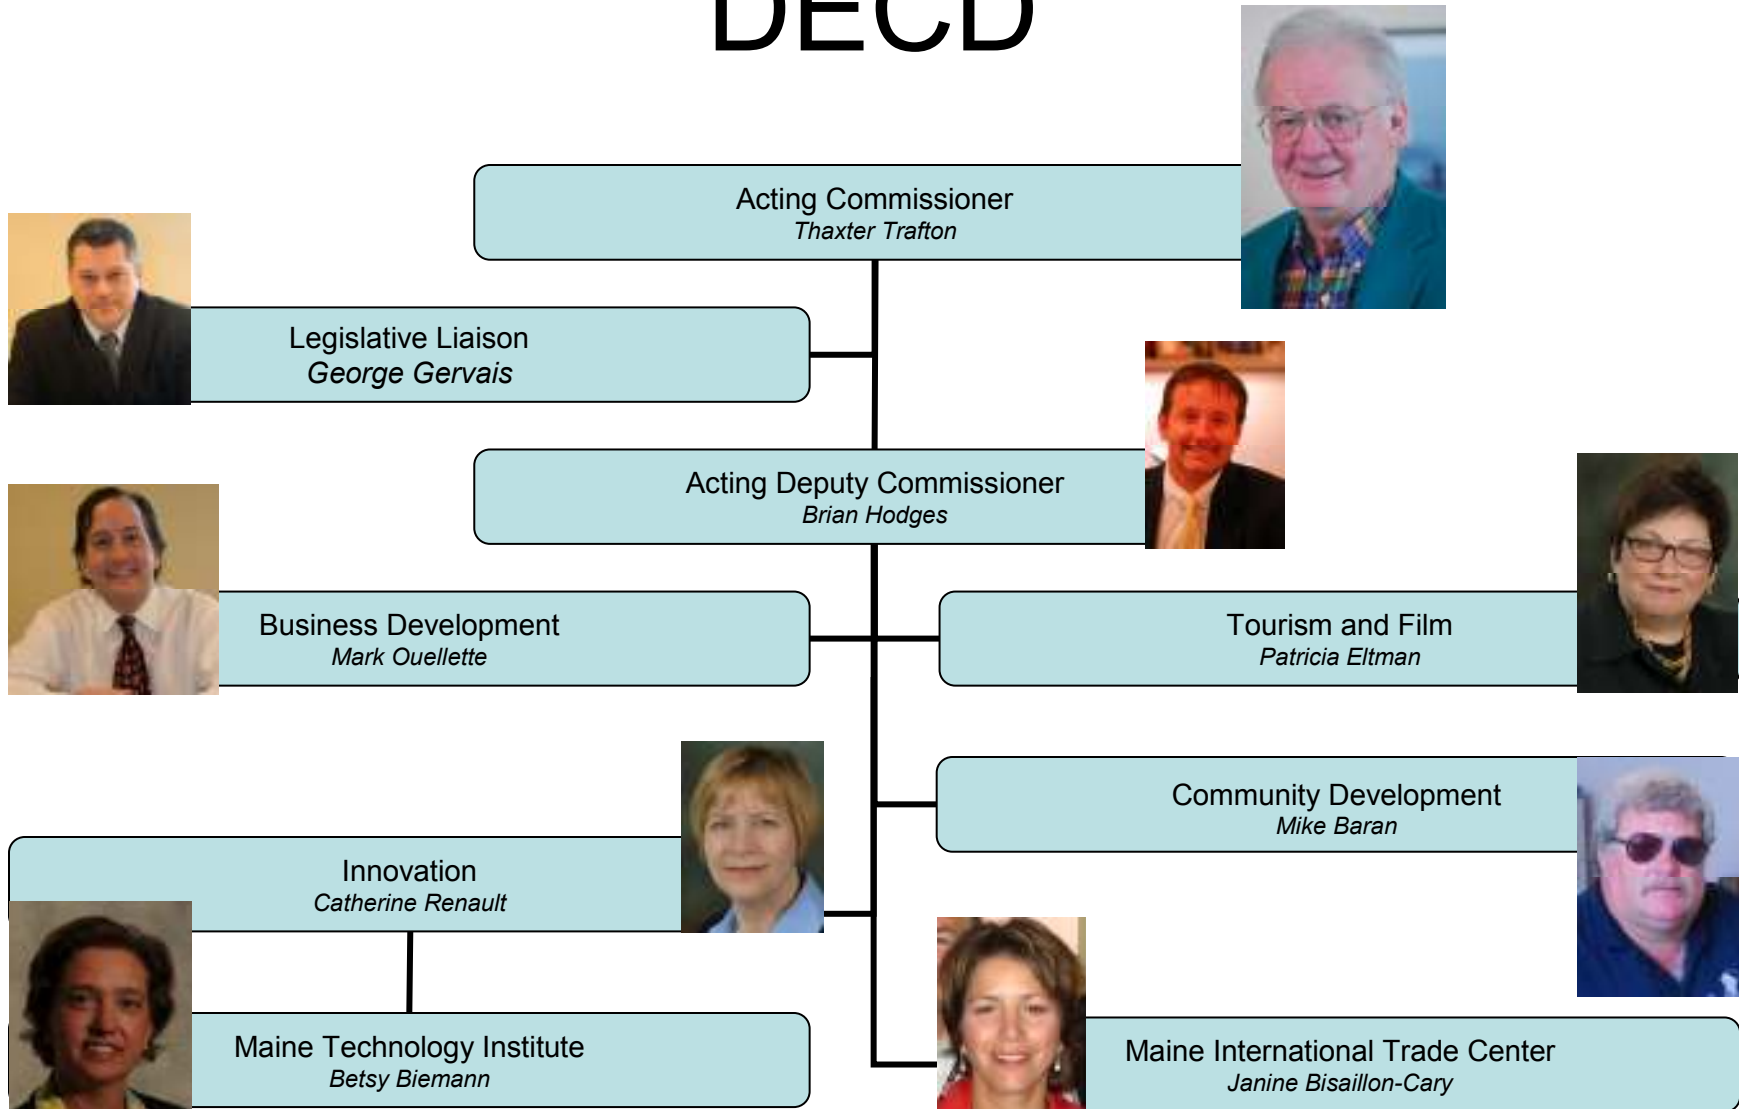 DECD
Acting Commissioner
Thaxter Trafton
Legislative Liaison
George Gervais
Acting Deputy Commissioner
Brian Hodges
Business Development
Mark Ouellette
Tourism and Film
Patricia Eltman
Community Development
Mike Baran
Innovation
Catherine Renault
Maine Technology Institute
Betsy Biemann
Maine International Trade Center
Janine Bisaillon-Cary